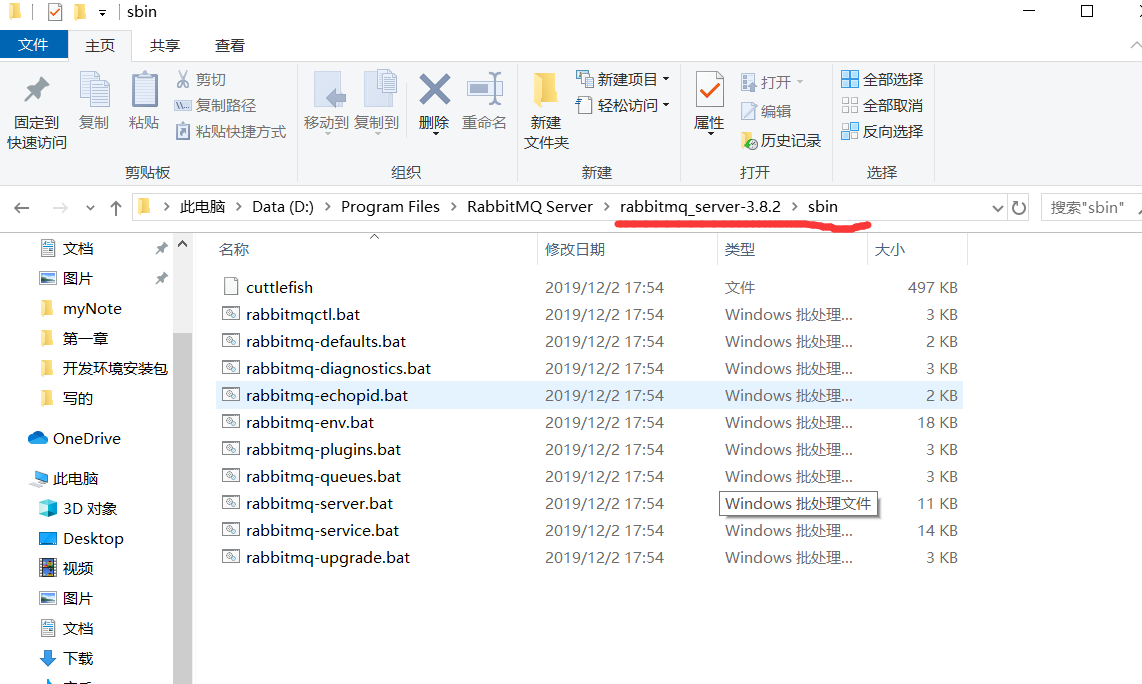 sbin
文件 主页 共享 查看
固定到快速访问 复制 粘贴 剪切 复制路径 粘贴快捷方式 移动到 复制到 删除 重命名 新建文件夹 新建项目 轻松访问 属性 打开 编辑 历史记录 全部选择 全部取消 反向选择
剪贴板 组织 新建 打开 选择
此电脑 Data (D:) Program Files RabbitMQ Server rabbitmq_server-3.8.2 sbin 搜索"sbin"
文档
图片
myNote
第一章
开发环境安装包
写的
OneDrive
此电脑
3D 对象
Desktop
视频
图片
文档
下载
名称 修改日期 类型 大小
cuttlefish 2019/12/2 17:54 文件 497 KB
rabbitmqctl.bat 2019/12/2 17:54 Windows 批处理... 3 KB
rabbitmq-defaults.bat 2019/12/2 17:54 Windows 批处理... 2 KB
rabbitmq-diagnostics.bat 2019/12/2 17:54 Windows 批处理... 3 KB
rabbitmq-echopid.bat 2019/12/2 17:54 Windows 批处理... 2 KB
rabbitmq-env.bat 2019/12/2 17:54 Windows 批处理... 18 KB
rabbitmq-plugins.bat 2019/12/2 17:54 Windows 批处理... 3 KB
rabbitmq-queues.bat 2019/12/2 17:54 Windows 批处理... 3 KB
rabbitmq-server.bat 2019/12/2 17:54 Windows 批处理文件 11 KB
rabbitmq-service.bat 2019/12/2 17:54 Windows 批处理... 14 KB
rabbitmq-upgrade.bat 2019/12/2 17:54 Windows 批处理... 3 KB